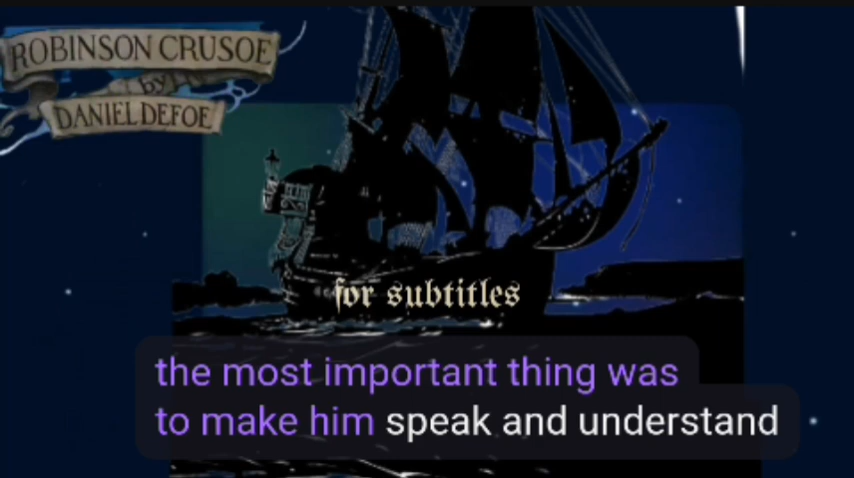 ROBINSON CRUSOE
by
DANIEL DEFOE
for subtitles
the most important thing was
to make him speak and understand